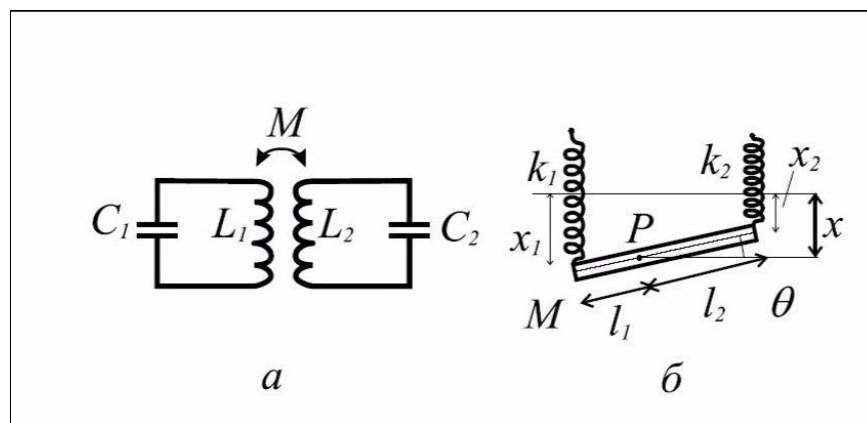 M
C₁
L₁
L₂
C₂
а
k₁
k₂
x₂
x₁
P
x
M
l₁
l₂
θ
б